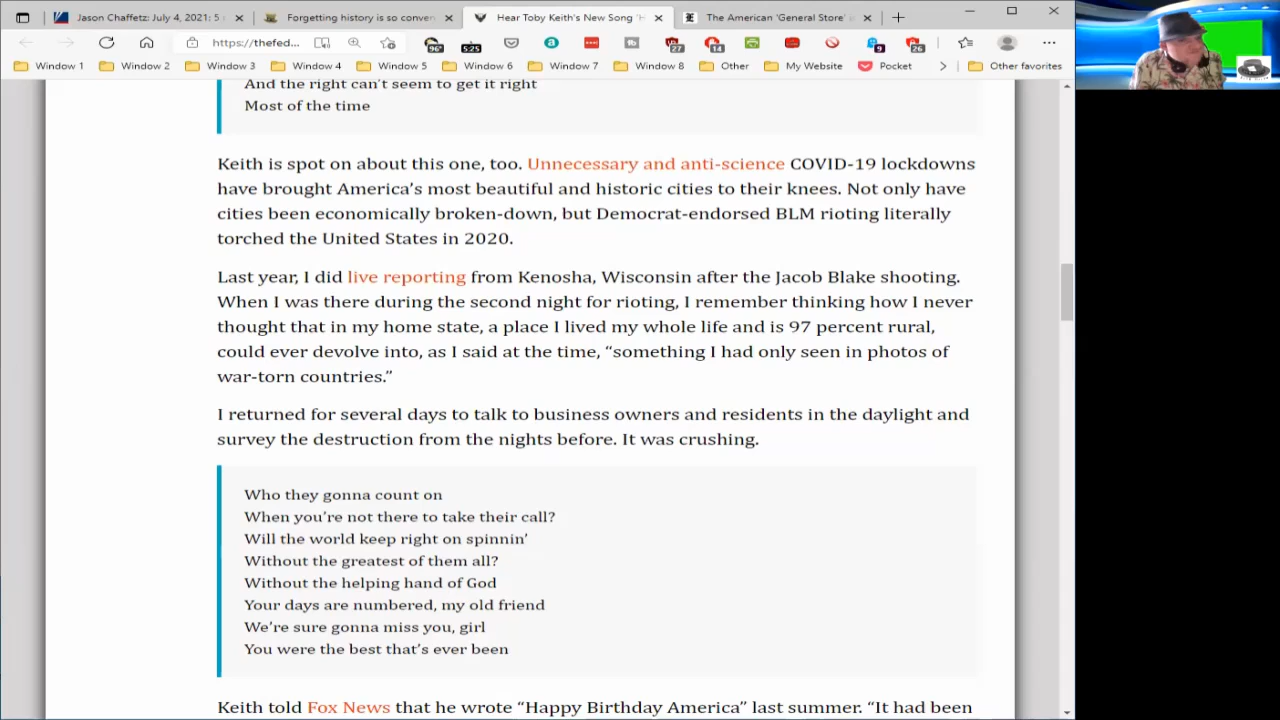 Jason Chaffetz: July 4, 2021: 5
Forgetting history is so conven
Hear Toby Keith's New Song 'H
The American 'General Store'
https://thefed...
96°
5:25
27
14
9
26
Window 1
Window 2
Window 3
Window 4
Window 5
Window 6
Window 7
Window 8
Other
My Website
Pocket
Other favorites
And the right can't seem to get it right
Most of the time
Keith is spot on about this one, too. Unnecessary and anti-science COVID-19 lockdowns
have brought America's most beautiful and historic cities to their knees. Not only have
cities been economically broken-down, but Democrat-endorsed BLM rioting literally
torched the United States in 2020.
Last year, I did live reporting from Kenosha, Wisconsin after the Jacob Blake shooting.
When I was there during the second night for rioting, I remember thinking how I never
thought that in my home state, a place I lived my whole life and is 97 percent rural,
could ever devolve into, as I said at the time, “something I had only seen in photos of
war-torn countries.”
I returned for several days to talk to business owners and residents in the daylight and
survey the destruction from the nights before. It was crushing.
Who they gonna count on
When you’re not there to take their call?
Will the world keep right on spinnin’
Without the greatest of them all?
Without the helping hand of God
Your days are numbered, my old friend
We’re sure gonna miss you, girl
You were the best that’s ever been
Keith told Fox News that he wrote “Happy Birthday America” last summer. “It had been